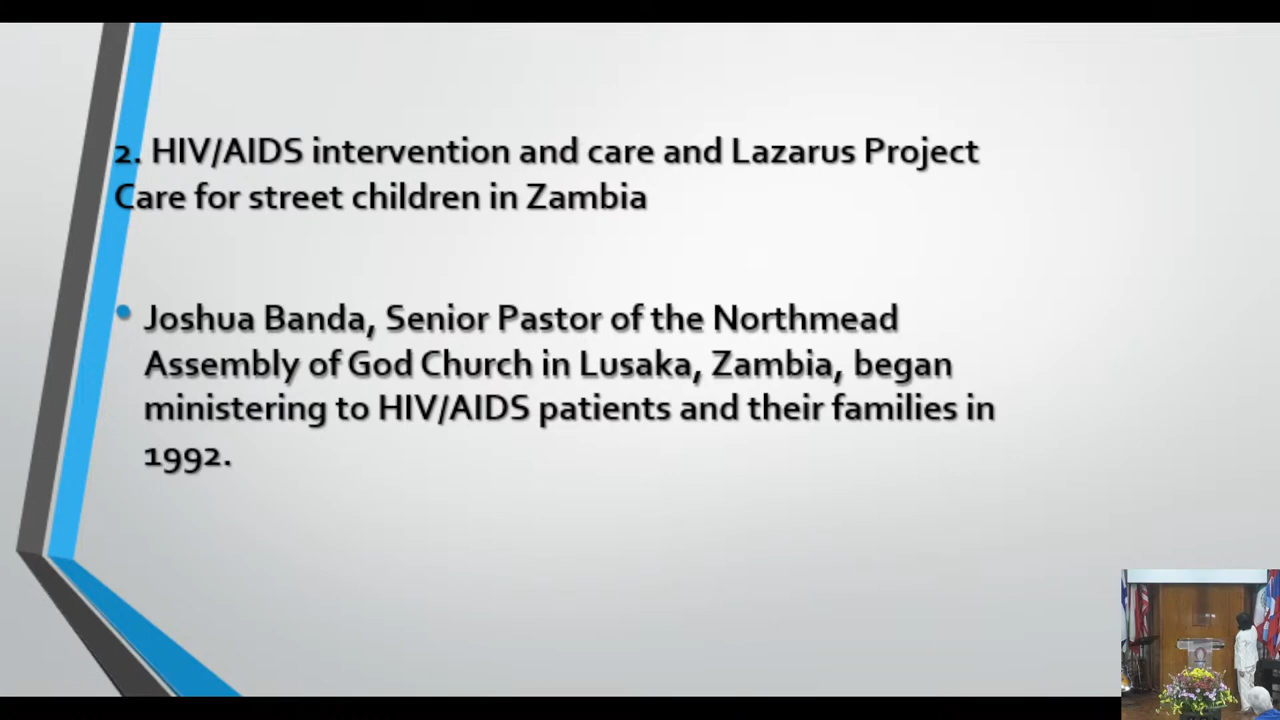 2. HIV/AIDS intervention and care and Lazarus Project
Care for street children in Zambia
• Joshua Banda, Senior Pastor of the Northmead
Assembly of God Church in Lusaka, Zambia, began
ministering to HIV/AIDS patients and their families in
1992.